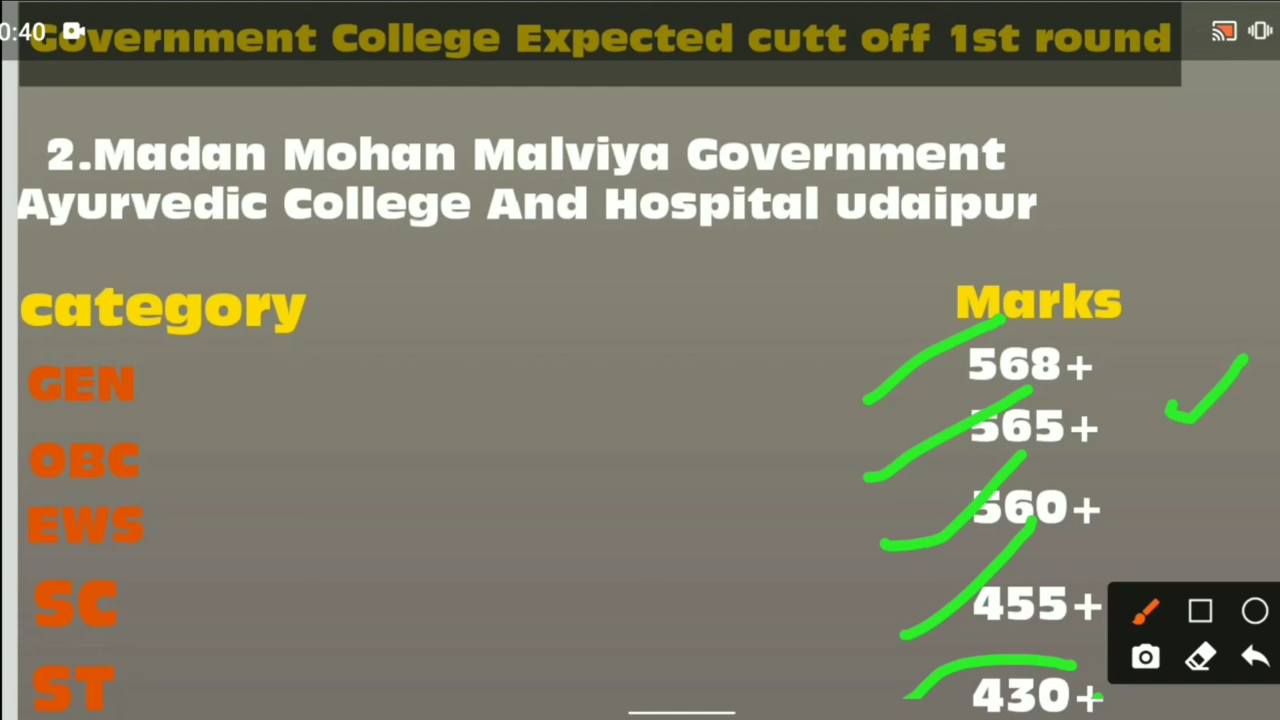 0:40
Government College Expected cutt off 1st round
2.Madan Mohan Malviya Government
Ayurvedic College And Hospital udaipur
category Marks
GEN 568+
OBC 565+
EWS 560+
SC 455+
ST 430+